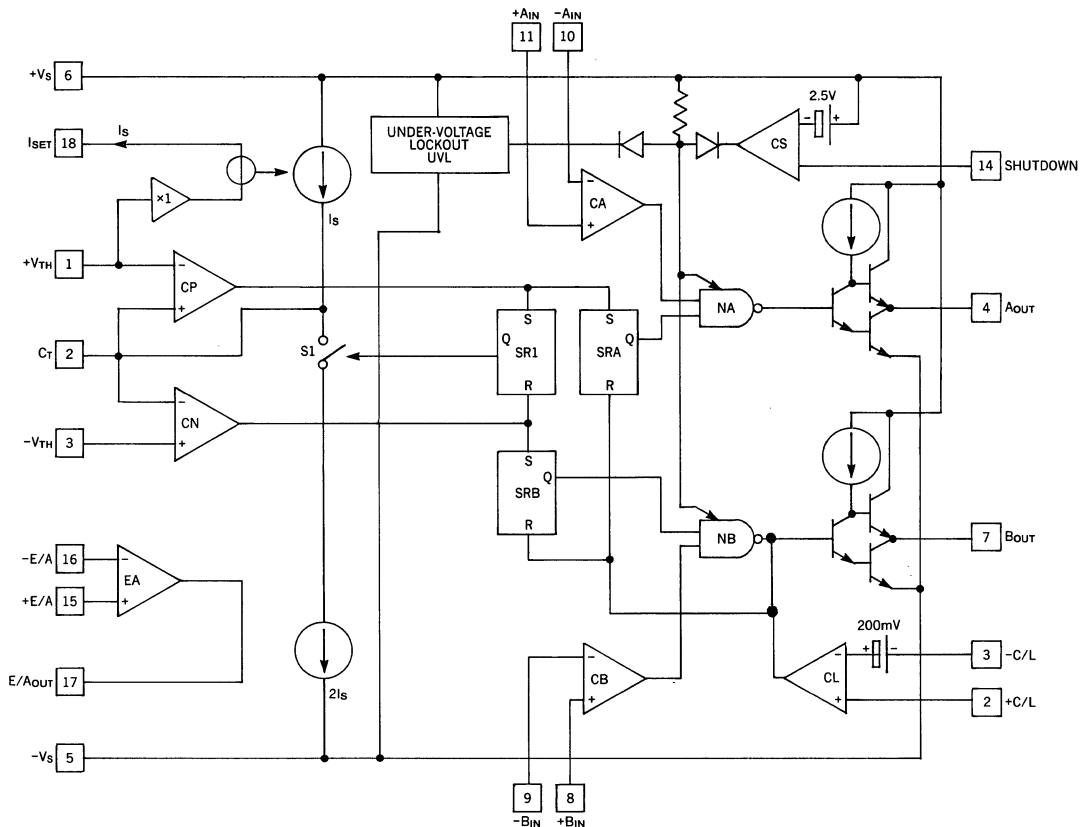 +AIN -AIN
11 10
+VS 6
2.5V
- +
IS
ISET 18
UNDER-VOLTAGE
LOCKOUT
UVL
CS
14 SHUTDOWN
×1
- CA
+
IS
+VTH 1
- CP
+
NA
4 AOUT
S S
CT 2
S1
Q SR1
Q SRA
R R
- CN
+
-VTH 3
S
Q
SRB
R
NB
7 BOUT
-E/A 16
- EA
+E/A 15
+
200mV
+ -
3 -C/L
E/AOUT 17
2IS
- CB
+
- CL
+
2 +C/L
-VS 5
9 8
-BIN +BIN